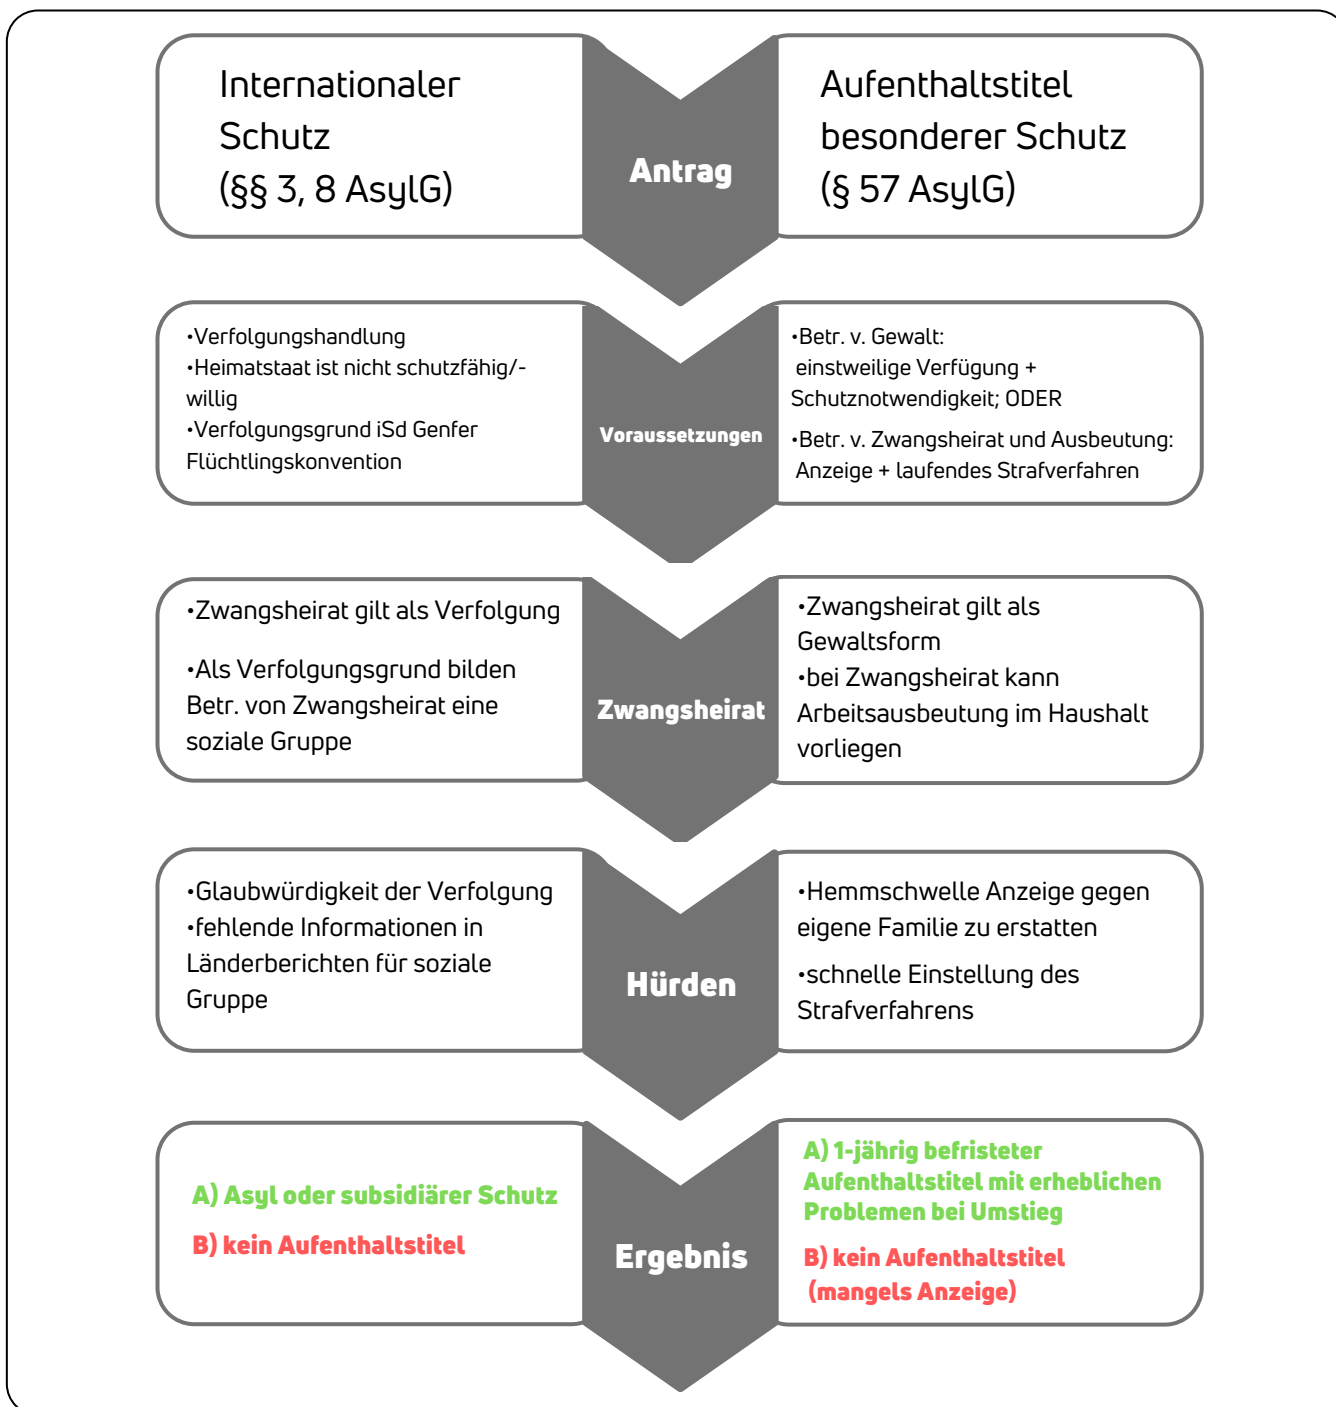 Internationaler
Schutz
(§§ 3, 8 AsylG)
Antrag
Aufenthaltstitel
besonderer Schutz
(§ 57 AsylG)
•Verfolgungshandlung
•Heimatstaat ist nicht schutzfähig/-
willig
•Verfolgungsgrund iSd Genfer
Flüchtlingskonvention
Voraussetzungen
•Betr. v. Gewalt:
einstweilige Verfügung +
Schutznotwendigkeit; ODER
•Betr. v. Zwangsheirat und Ausbeutung:
Anzeige + laufendes Strafverfahren
•Zwangsheirat gilt als Verfolgung
•Als Verfolgungsgrund bilden
Betr. von Zwangsheirat eine
soziale Gruppe
Zwangsheirat
•Zwangsheirat gilt als
Gewaltsform
•bei Zwangsheirat kann
Arbeitsausbeutung im Haushalt
vorliegen
•Glaubwürdigkeit der Verfolgung
•fehlende Informationen in
Länderberichten für soziale
Gruppe
Hürden
•Hemmschwelle Anzeige gegen
eigene Familie zu erstatten
•schnelle Einstellung des
Strafverfahrens
A) Asyl oder subsidiärer Schutz
B) kein Aufenthaltstitel
Ergebnis
A) 1-jährig befristeter
Aufenthaltstitel mit erheblichen
Problemen bei Umstieg
B) kein Aufenthaltstitel
(mangels Anzeige)